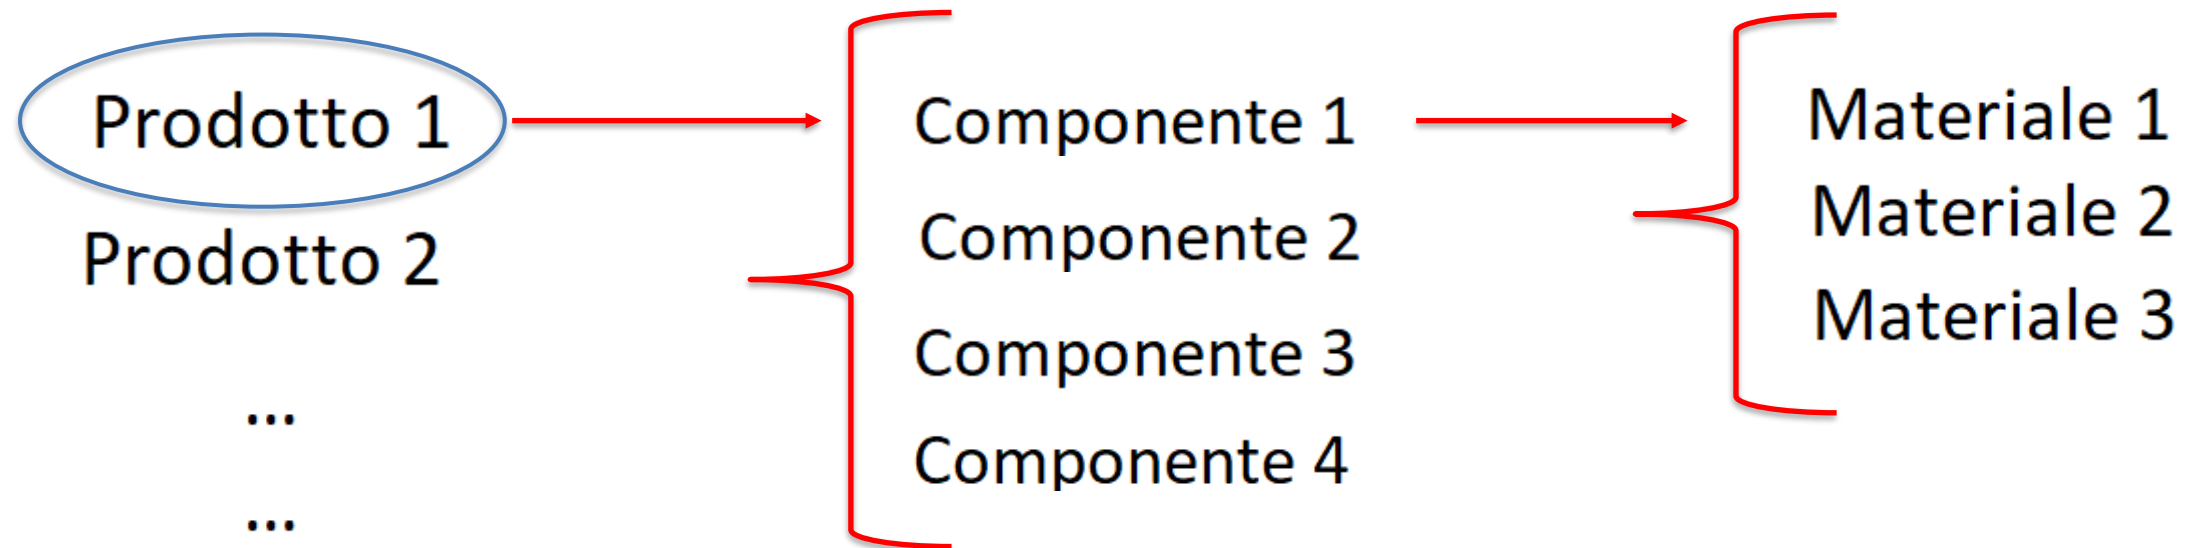 Prodotto 1
Prodotto 2
...
...
Componente 1
Componente 2
Componente 3
Componente 4
Materiale 1
Materiale 2
Materiale 3